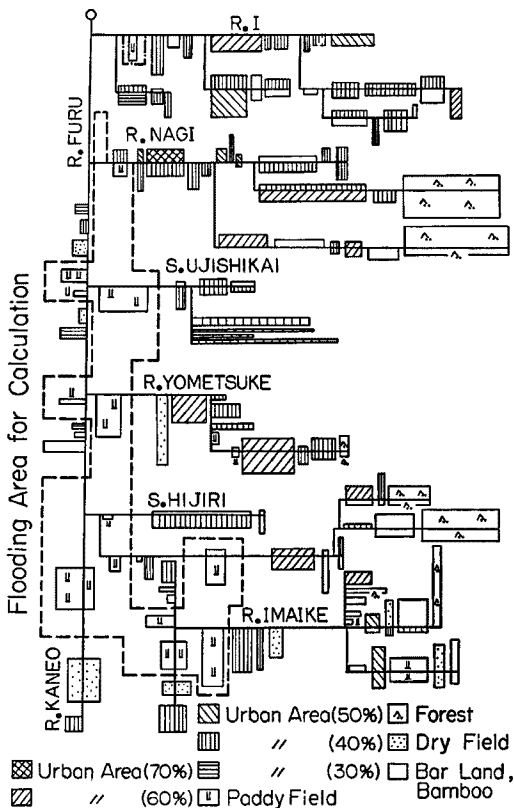 R.I
R.FURU
R.NAGI
S.UJISHIKAI
R.YOMETSUKE
Flooding Area for Calculation
S.HIJIRI
R.IMAIKE
R.KANEO
Urban Area(50%) Forest
〃 (40%) Dry Field
Urban Area(70%) 〃 (30%) Bar Land,
Bamboo
〃 (60%) Paddy Field